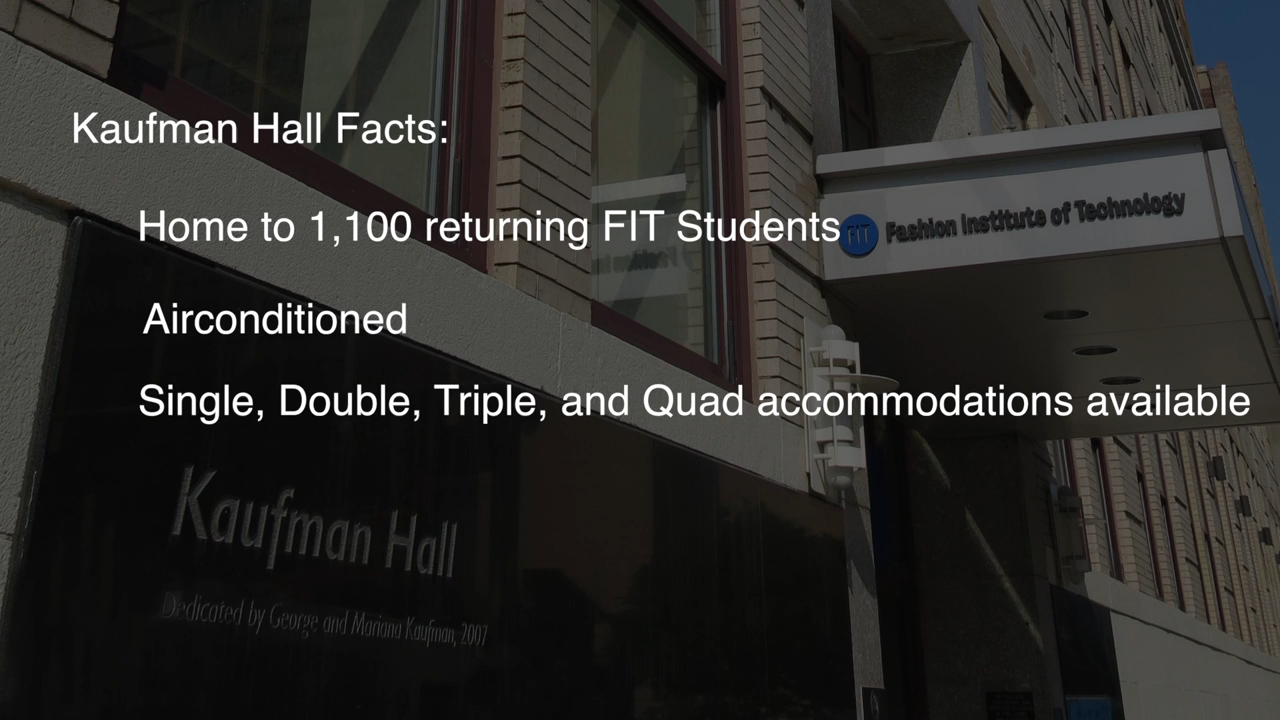 Kaufman Hall Facts:
Home to 1,100 returning FIT Students
FIT Fashion Institute of Technology
Airconditioned
Single, Double, Triple, and Quad accommodations available
Kaufman Hall
Dedicated by George and Mariana Kaufman, 2007